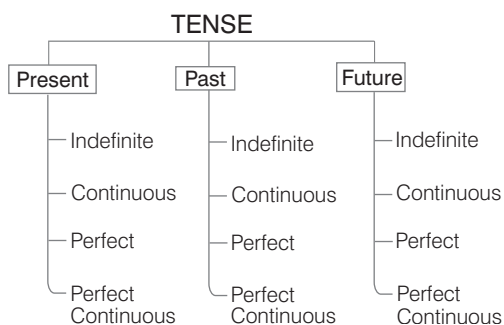 TENSE
Present
Past
Future
Indefinite
Continuous
Perfect
Perfect
Continuous
Indefinite
Continuous
Perfect
Perfect
Continuous
Indefinite
Continuous
Perfect
Perfect
Continuous